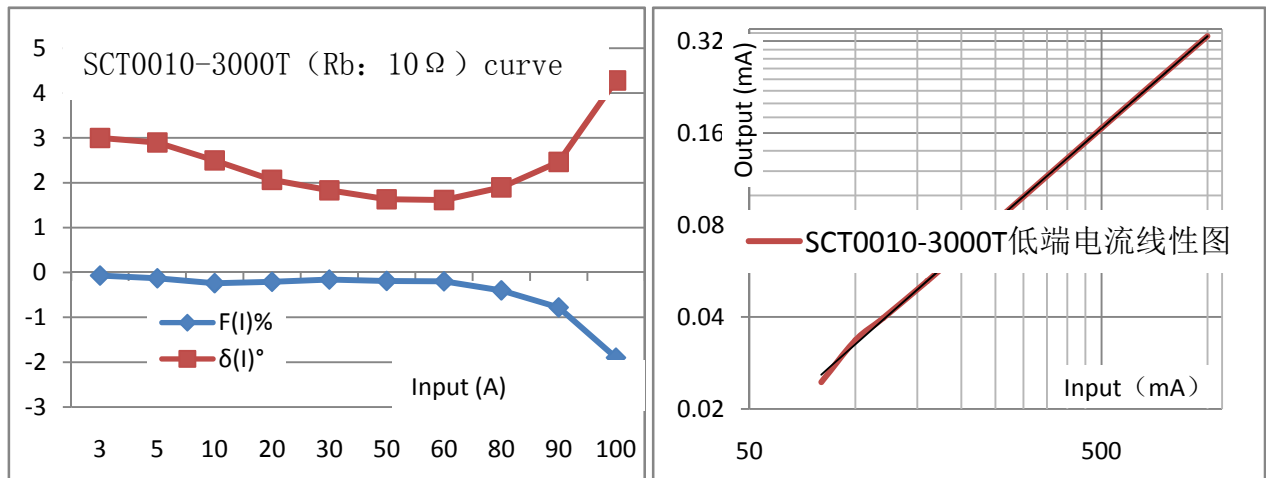 SCT0010-3000T（Rb：10Ω）curve
5
4
3
2
1
0
-1
-2
-3
F(I)%
δ(I)°
Input (A)
3 5 10 20 30 50 60 80 90 100
0.32
0.16
0.08
0.04
0.02
Output (mA)
SCT0010-3000T低端电流线性图
Input（mA）
50 500